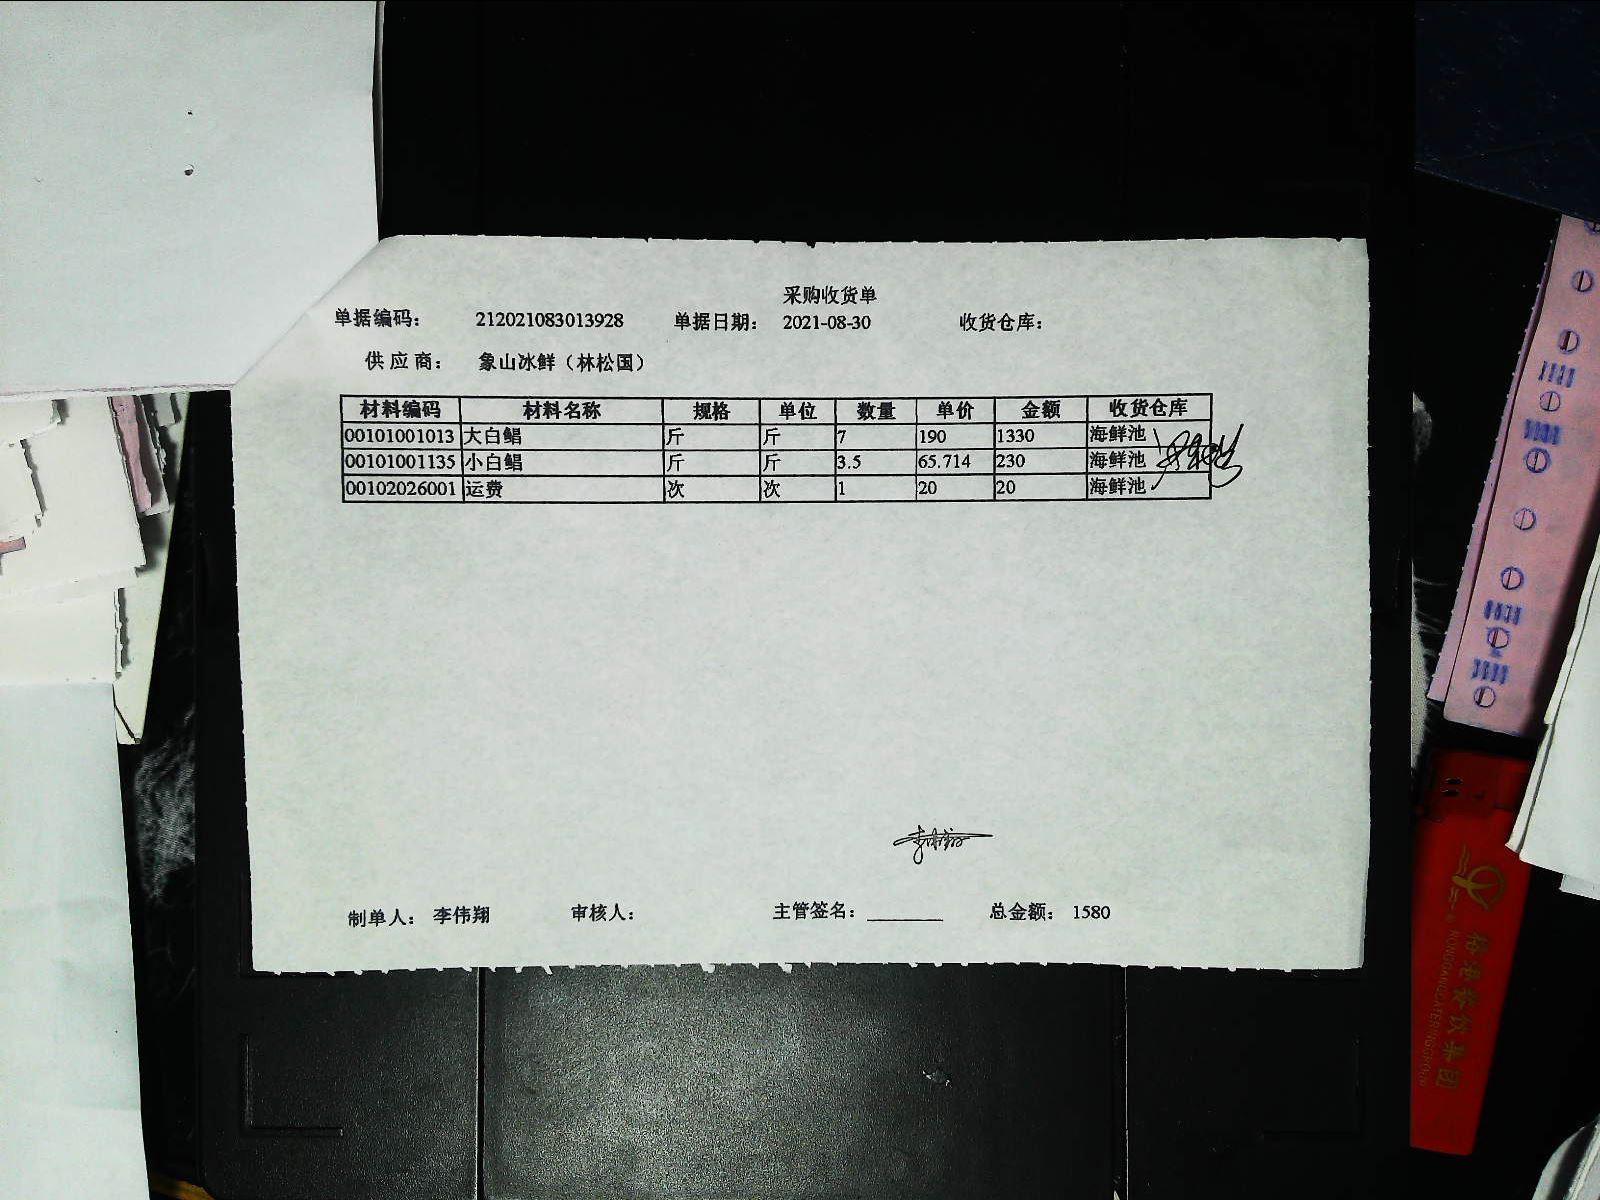 采购收货单
单据编码： 212021083013928 单据日期： 2021-08-30 收货仓库：
供应商： 象山冰鲜（林松国）
材料编码 材料名称 规格 单位 数量 单价 金额 收货仓库
00101001013 大白鲳 斤 斤 7 190 1330 海鲜池
00101001135 小白鲳 斤 斤 3.5 65.714 230 海鲜池
00102026001 运费 次 次 1 20 20 海鲜池
制单人： 李伟翔 审核人： 主管签名：________ 总金额： 1580